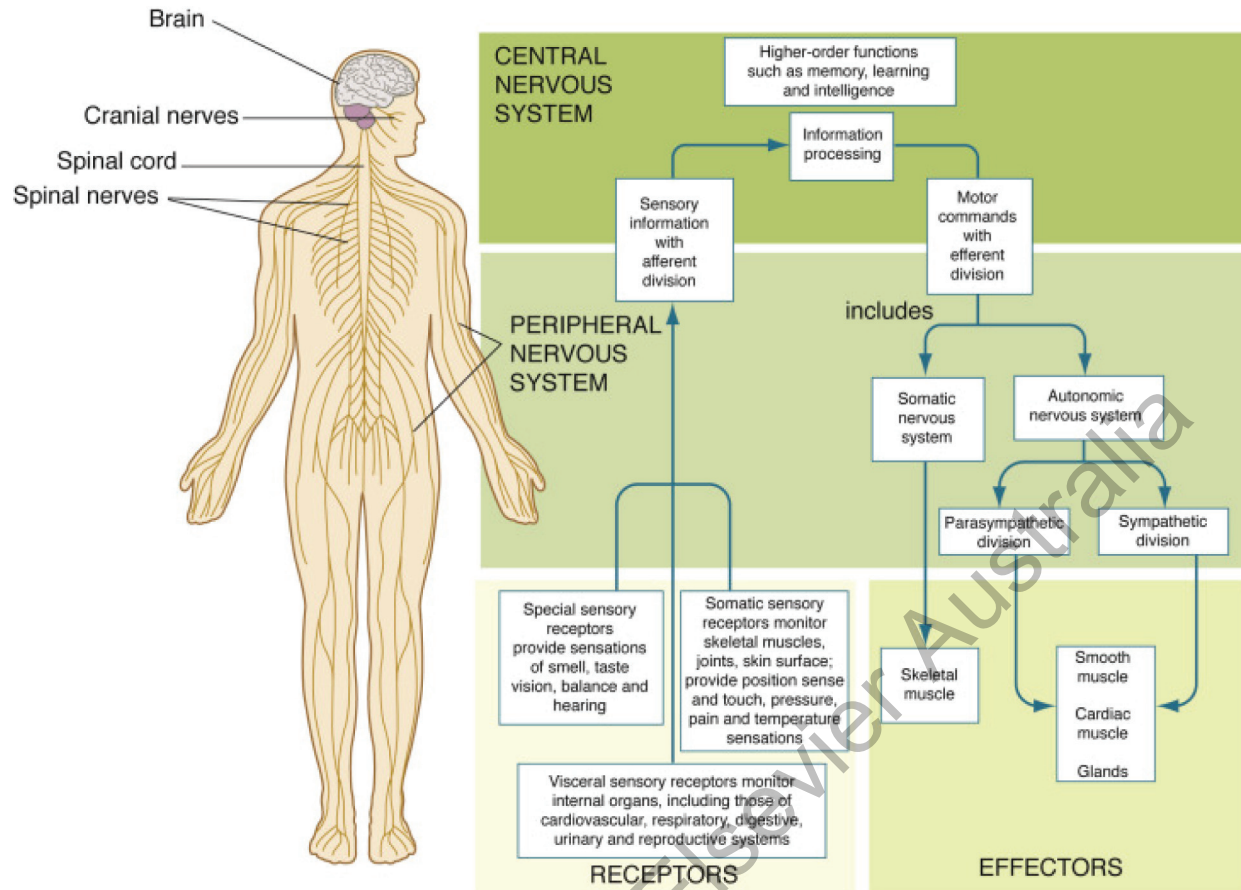 Brain
Cranial nerves
Spinal cord
Spinal nerves
CENTRAL
NERVOUS
SYSTEM
Higher-order functions
such as memory, learning
and intelligence
Information
processing
Sensory
information
with
afferent
division
Motor
commands
with
efferent
division
includes
PERIPHERAL
NERVOUS
SYSTEM
Somatic
nervous
system
Autonomic
nervous system
Parasympathetic
division
Sympathetic
division
Special sensory
receptors
provide sensations
of smell, taste
vision, balance and
hearing
Somatic sensory
receptors monitor
skeletal muscles,
joints, skin surface;
provide position sense
and touch, pressure,
pain and temperature
sensations
Skeletal
muscle
Smooth
muscle
Cardiac
muscle
Glands
Visceral sensory receptors monitor
internal organs, including those of
cardiovascular, respiratory, digestive,
urinary and reproductive systems
RECEPTORS
EFFECTORS
Elsevier Australia